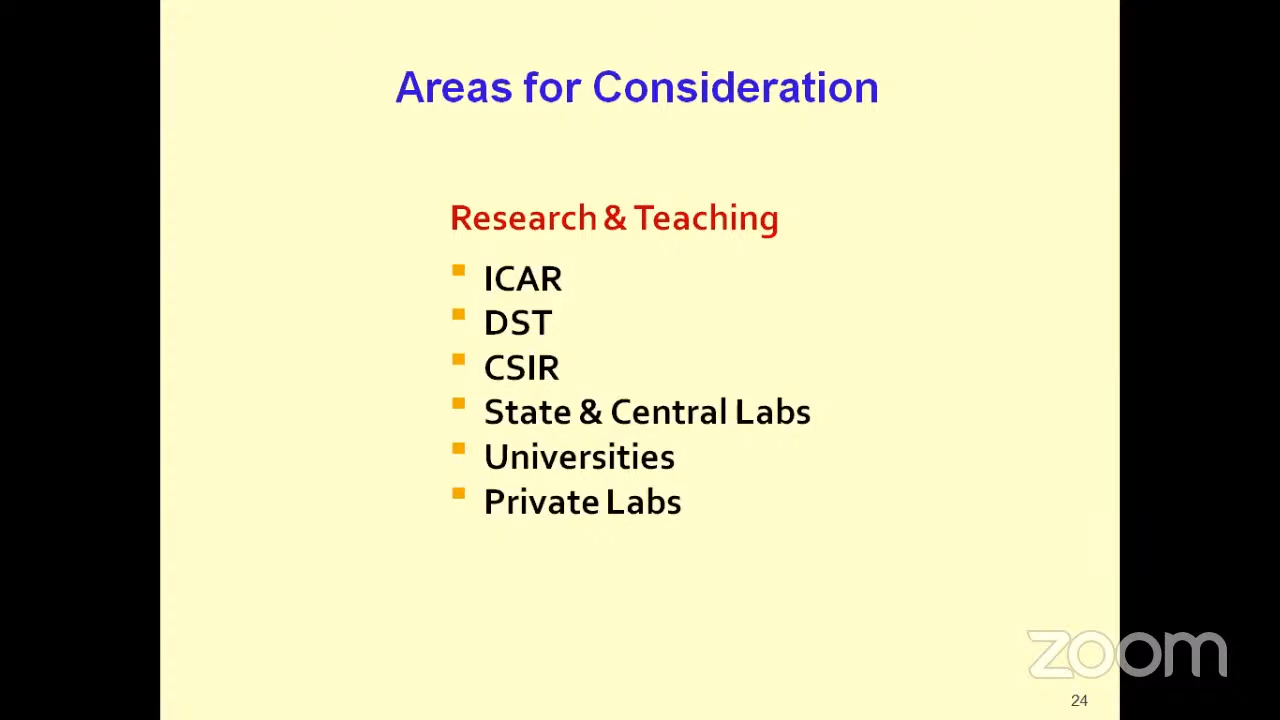 Areas for Consideration
Research & Teaching
ICAR
DST
CSIR
State & Central Labs
Universities
Private Labs
zoom
24